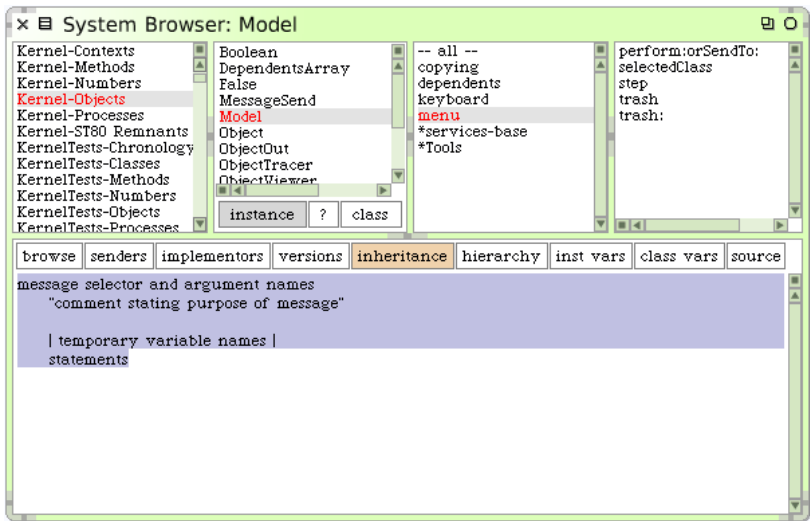 System Browser: Model
Kernel-Contexts
Kernel-Methods
Kernel-Numbers
Kernel-Objects
Kernel-Processes
Kernel-ST80 Remnants
KernelTests-Chronology
KernelTests-Classes
KernelTests-Methods
KernelTests-Numbers
KernelTests-Objects
KernelTests-Processes
Boolean
DependentsArray
False
MessageSend
Model
Object
ObjectOut
ObjectTracer
ObjectViewer
instance ? class
-- all --
copying
dependents
keyboard
menu
*services-base
*Tools
perform:orSendTo:
selectedClass
step
trash
trash:
browse senders implementors versions inheritance hierarchy inst vars class vars source
message selector and argument names
"comment stating purpose of message"
| temporary variable names |
statements